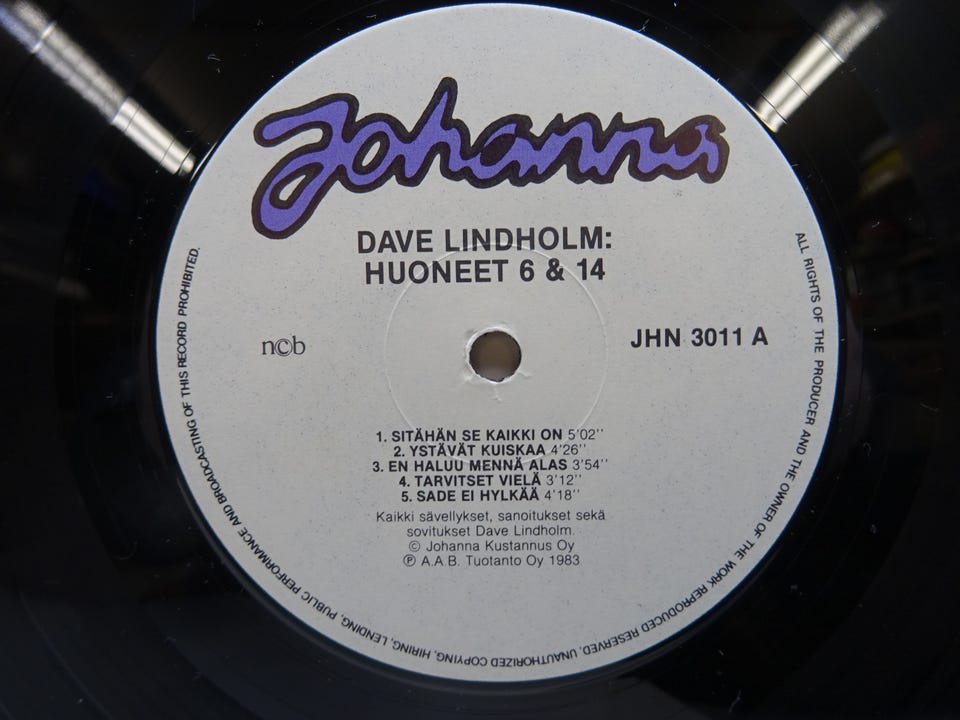 Johanna
DAVE LINDHOLM:
HUONEET 6 & 14
ncb
JHN 3011 A
1. SITÄHÄN SE KAIKKI ON 5'02''
2. YSTÄVÄT KUISKAA 4'26''
3. EN HALUU MENNÄ ALAS 3'54''
4. TARVITSET VIELÄ 3'12''
5. SADE EI HYLKÄÄ 4'18''
Kaikki sävellykset, sanoitukset sekä
sovitukset Dave Lindholm.
© Johanna Kustannus Oy
℗ A.A.B. Tuotanto Oy 1983
ALL RIGHTS OF THE PRODUCER AND THE OWNER OF THE WORK REPRODUCED RESERVED. UNAUTHORIZED COPYING, HIRING, LENDING, PUBLIC PERFORMANCE AND BROADCASTING OF THIS RECORD PROHIBITED.